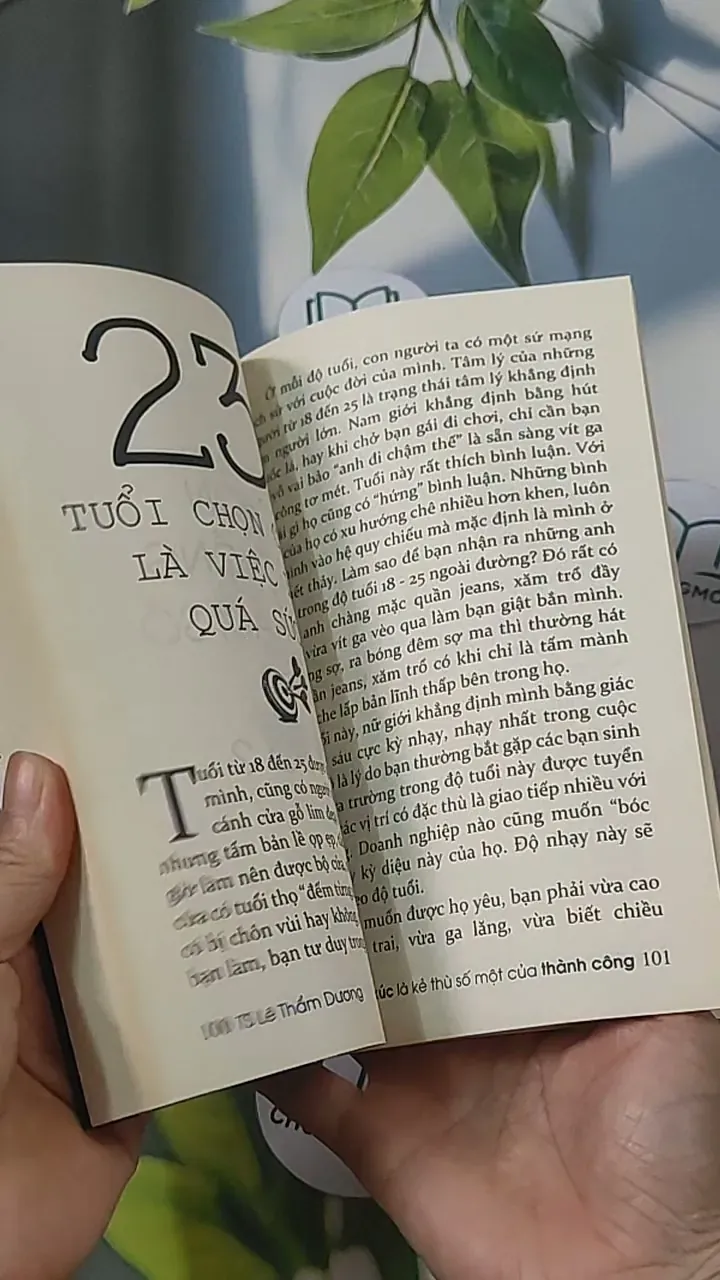 23
TUỔI CHỌN
LÀ VIỆC
QUÁ SỨ
Tuổi từ 18 đến 25
mình, cũng có
cánh cửa gỗ lim
nhưng tấm bản lề ọp ẹp,
làm nên được bộ
cửa có tuổi thọ “đếm
có bị chôn vùi hay không
bạn làm, bạn tư duy
100 TS Lê Thẩm Dương
Ở mỗi độ tuổi, con người ta có một sứ mạng
sử với cuộc đời của mình. Tâm lý của những
từ 18 đến 25 là trạng thái tâm lý khẳng định
người lớn. Nam giới khẳng định bằng hút
lá, hay khi chở bạn gái đi chơi, chỉ cần bạn
vỗ vai bảo “anh đi chậm thế” là sẵn sàng vít ga
công tơ mét. Tuổi này rất thích bình luận. Với
gì họ cũng có “hứng” bình luận. Những bình
của họ có xu hướng chê nhiều hơn khen, luôn
vào hệ quy chiếu mà mặc định là mình ở
thảy. Làm sao để bạn nhận ra những anh
trong độ tuổi 18 - 25 ngoài đường? Đó rất có
anh chàng mặc quần jeans, xăm trổ đầy
vừa vít ga vèo qua làm bạn giật bắn mình.
sợ, ra bóng đêm sợ ma thì thường hát
jeans, xăm trổ có khi chỉ là tấm mành
che lấp bản lĩnh thấp bên trong họ.
này, nữ giới khẳng định mình bằng giác
sáu cực kỳ nhạy, nhạy nhất trong cuộc
là lý do bạn thường bắt gặp các bạn sinh
trường trong độ tuổi này được tuyển
vị trí có đặc thù là giao tiếp nhiều với
Doanh nghiệp nào cũng muốn “bóc
kỳ diệu này của họ. Độ nhạy này sẽ
độ tuổi.
muốn được họ yêu, bạn phải vừa cao
trai, vừa ga lăng, vừa biết chiều
là kẻ thù số một của thành công 101